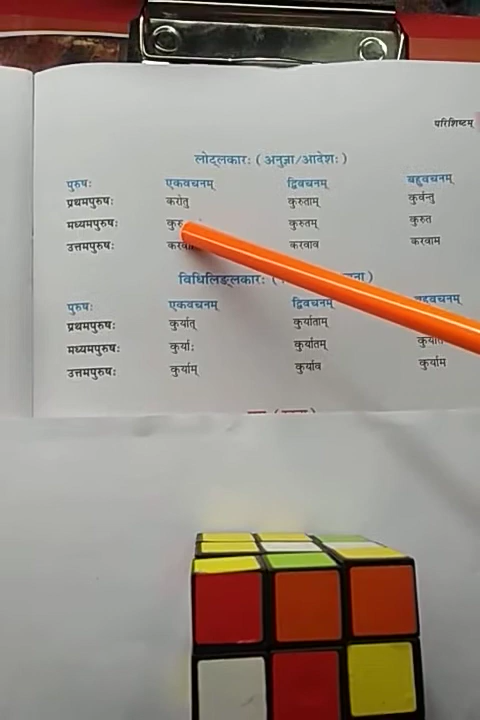 परिशिष्टम्
लोट्लकारः (अनुज्ञा/आदेशः)
पुरुषः एकवचनम् द्विवचनम् बहुवचनम्
प्रथमपुरुषः करोतु कुरुताम् कुर्वन्तु
मध्यमपुरुषः कुरुतम् कुरुत
उत्तमपुरुषः करवाव करवाम
विधिलिङ्लकारः
पुरुषः एकवचनम् द्विवचनम्
प्रथमपुरुषः कुर्यात् कुर्याताम्
मध्यमपुरुषः कुर्याः कुर्यातम्
उत्तमपुरुषः कुर्याम् कुर्याव कुर्याम